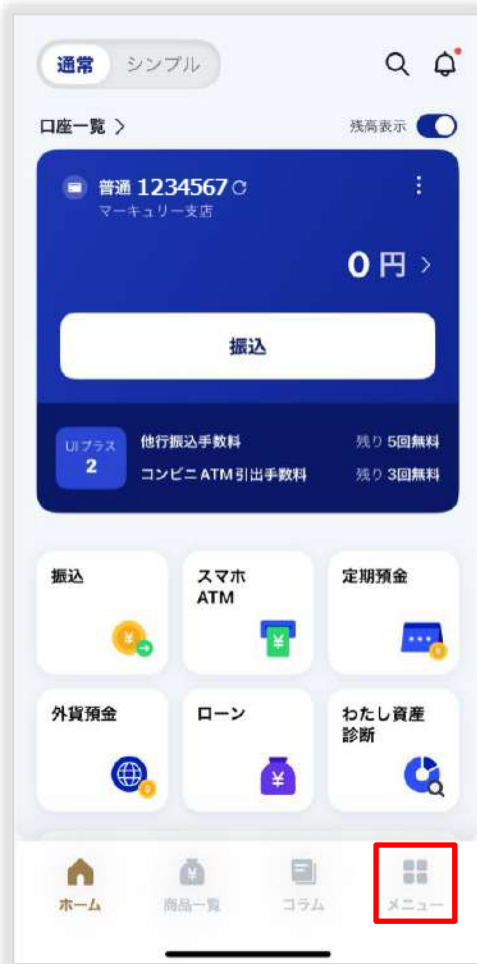 通常 シンプル
口座一覧 >
残高表示
普通 1234567
マーキュリー支店
0 円 >
振込
UIプラス
2
他行振込手数料 残り 5回無料
コンビニATM引出手数料 残り 3回無料
振込
スマホ
ATM
定期預金
外貨預金
ローン
わたし資産
診断
ホーム
商品一覧
コラム
メニュー